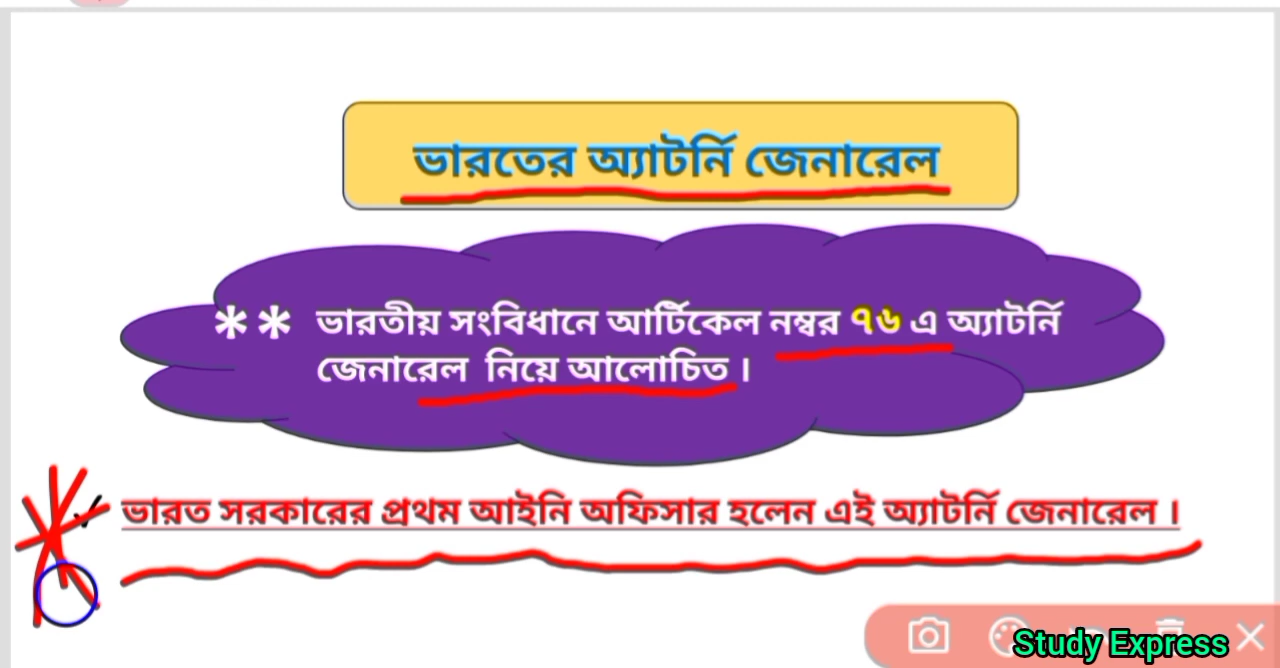 ভারতের অ্যাটর্নি জেনারেল
** ভারতীয় সংবিধানে আর্টিকেল নম্বর ৭৬ এ অ্যাটর্নি
জেনারেল নিয়ে আলোচিত ।
ভারত সরকারের প্রথম আইনি অফিসার হলেন এই অ্যাটর্নি জেনারেল ।
Study Express